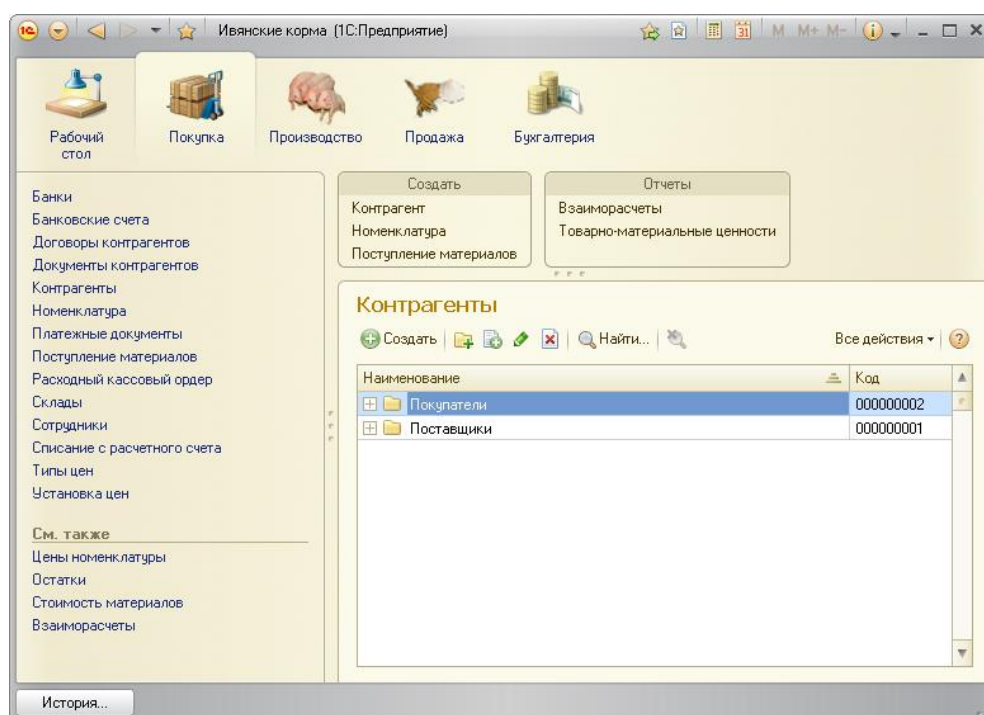 1С Ивянские корма (1С:Предприятие) 31 M M+ M-
Рабочий
стол
Покупка
Производство
Продажа
Бухгалтерия
Банки
Банковские счета
Договоры контрагентов
Документы контрагентов
Контрагенты
Номенклатура
Платежные документы
Поступление материалов
Расходный кассовый ордер
Склады
Сотрудники
Списание с расчетного счета
Типы цен
Установка цен
См. также
Цены номенклатуры
Остатки
Стоимость материалов
Взаиморасчеты
Создать
Контрагент
Номенклатура
Поступление материалов
Отчеты
Взаиморасчеты
Товарно-материальные ценности
Контрагенты
Создать Найти... Все действия ?
Наименование Код
Покупатели 000000002
Поставщики 000000001
История...